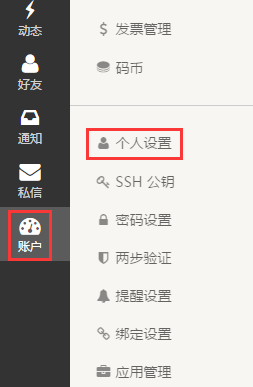 动态
好友
通知
私信
账户
发票管理
码币
个人设置
SSH 公钥
密码设置
两步验证
提醒设置
绑定设置
应用管理